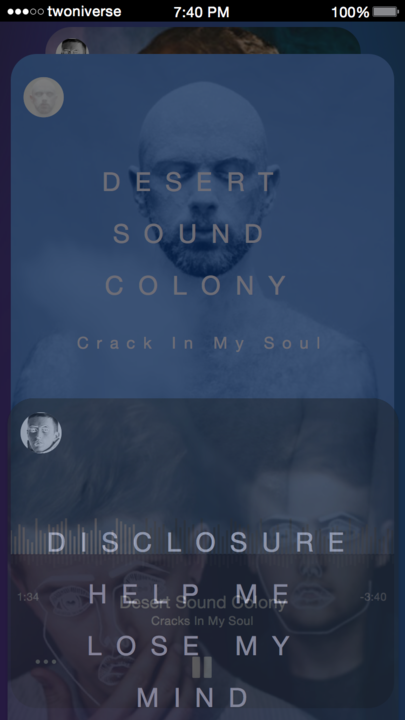 twoniverse 7:40 PM 100%
DESERT
SOUND
COLONY
Crack In My Soul
DISCLOSURE
HELP ME
1:34 Desert Sound Colony -3:40
Cracks In My Soul
LOSE MY
MIND